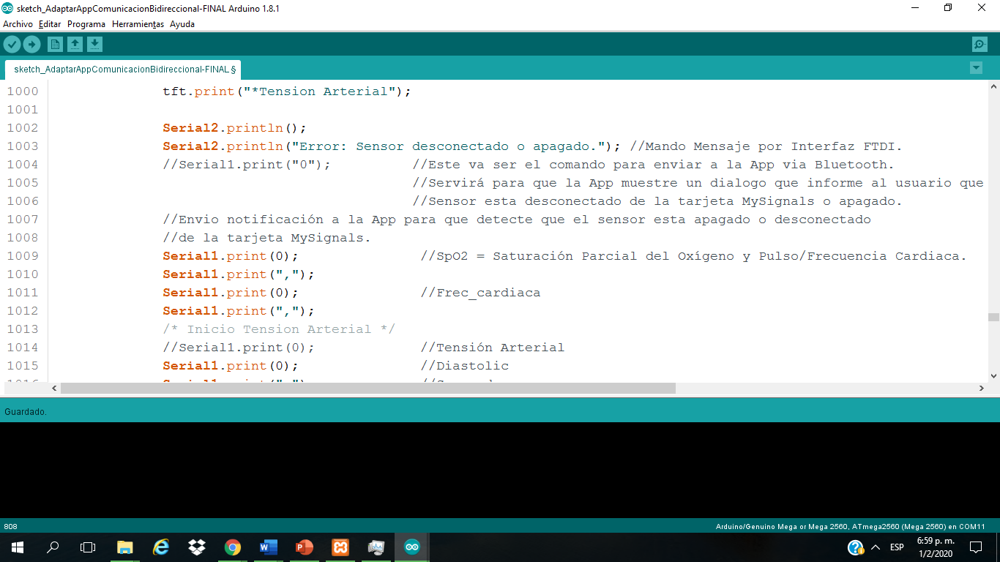 sketch_AdaptarAppComunicacionBidireccional-FINAL Arduino 1.8.1
Archivo Editar Programa Herramientas Ayuda
sketch_AdaptarAppComunicacionBidireccional-FINAL §
1000 tft.print("*Tension Arterial");
1001
1002 Serial2.println();
1003 Serial2.println("Error: Sensor desconectado o apagado."); //Mando Mensaje por Interfaz FTDI.
1004 //Serial1.print("0"); //Este va ser el comando para enviar a la App via Bluetooth.
1005 //Servirá para que la App muestre un dialogo que informe al usuario que
1006 //Sensor esta desconectado de la tarjeta MySignals o apagado.
1007 //Envio notificación a la App para que detecte que el sensor esta apagado o desconectado
1008 //de la tarjeta MySignals.
1009 Serial1.print(0); //SpO2 = Saturación Parcial del Oxígeno y Pulso/Frecuencia Cardiaca.
1010 Serial1.print(",");
1011 Serial1.print(0); //Frec_cardiaca
1012 Serial1.print(",");
1013 /* Inicio Tension Arterial */
1014 //Serial1.print(0); //Tensión Arterial
1015 Serial1.print(0); //Diastolic
Guardado.
808
Arduino/Genuino Mega or Mega 2560, ATmega2560 (Mega 2560) en COM11
ESP
6:59 p. m.
1/2/2020